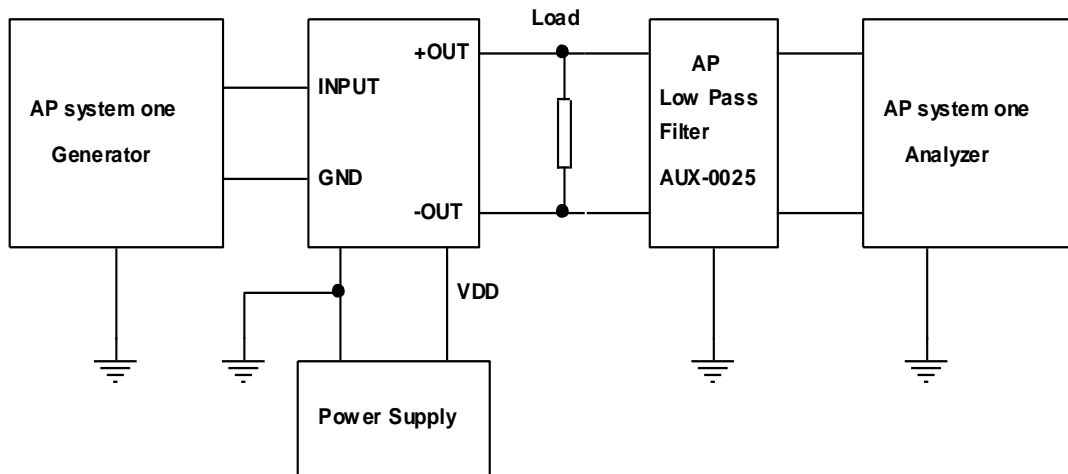 Load
+OUT
INPUT
GND
-OUT
VDD
AP system one
Generator
AP
Low Pass
Filter
AUX-0025
AP system one
Analyzer
Power Supply